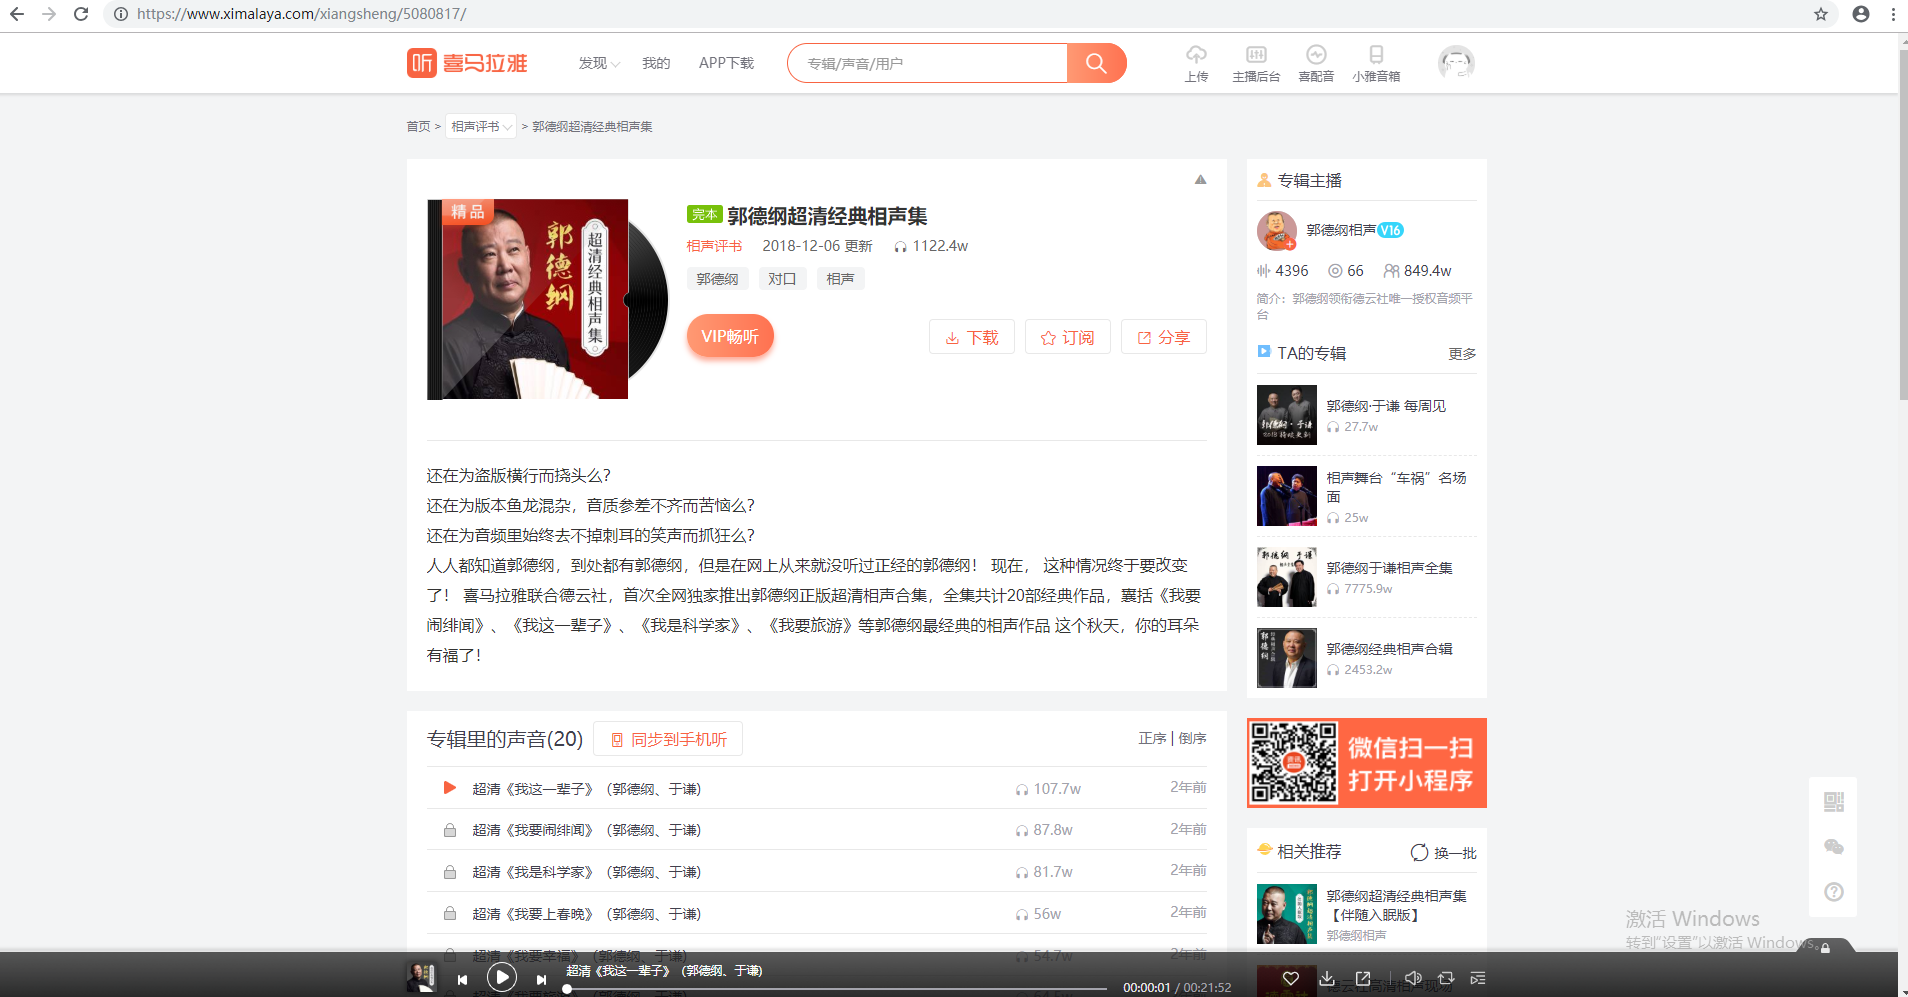 https://www.ximalaya.com/xiangsheng/5080817/
听 喜马拉雅
发现
我的
APP下载
专辑/声音/用户
上传
主播后台
喜配音
小雅音箱
首页 > 相声评书 > 郭德纲超清经典相声集
精品
郭德纲
超清经典相声集
完本 郭德纲超清经典相声集
相声评书 2018-12-06 更新 1122.4w
郭德纲 对口 相声
VIP畅听
下载
订阅
分享
还在为盗版横行而挠头么？
还在为版本鱼龙混杂，音质参差不齐而苦恼么？
还在为音频里始终去不掉刺耳的笑声而抓狂么？
人人都知道郭德纲，到处都有郭德纲，但是在网上从来就没听过正经的郭德纲！ 现在， 这种情况终于要改变
了！ 喜马拉雅联合德云社，首次全网独家推出郭德纲正版超清相声合集，全集共计20部经典作品，囊括《我要
闹绯闻》、《我这一辈子》、《我是科学家》、《我要旅游》等郭德纲最经典的相声作品 这个秋天，你的耳朵
有福了！
专辑里的声音(20)
同步到手机听
正序 | 倒序
超清《我这一辈子》（郭德纲、于谦） 107.7w 2年前
超清《我要闹绯闻》（郭德纲、于谦） 87.8w 2年前
超清《我是科学家》（郭德纲、于谦） 81.7w 2年前
超清《我要上春晚》（郭德纲、于谦） 56w 2年前
超清《我要幸福》（郭德纲、于谦） 54.7w 2年前
专辑主播
郭德纲相声 V16
4396 66 849.4w
简介：郭德纲领衔德云社唯一授权音频平
台
TA的专辑 更多
郭德纲·于谦 每周见
27.7w
相声舞台“车祸”名场
面
25w
郭德纲于谦相声全集
7775.9w
郭德纲经典相声合辑
2453.2w
微信扫一扫
打开小程序
相关推荐 换一批
郭德纲超清经典相声集
【伴随入眠版】
郭德纲相声
激活 Windows
转到“设置”以激活 Windows。
超清《我这一辈子》（郭德纲、于谦）
00:00:01 / 00:21:52